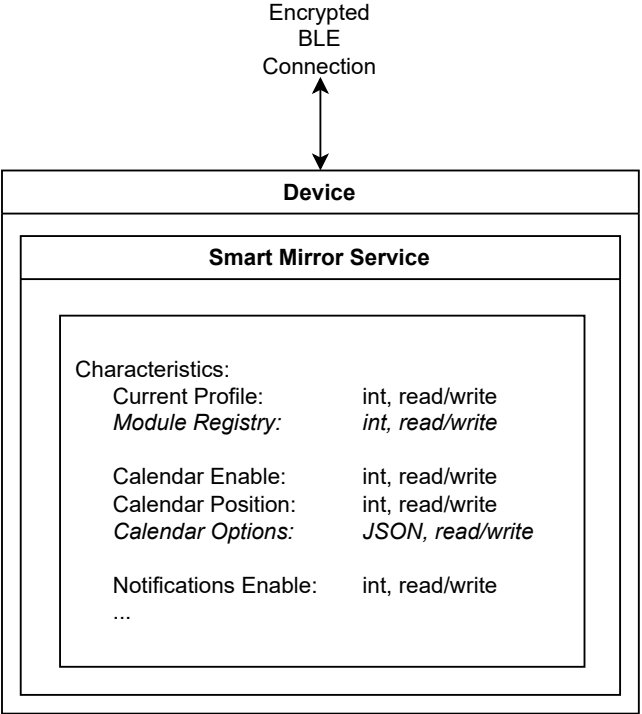 Encrypted
BLE
Connection
Device
Smart Mirror Service
Characteristics:
Current Profile: int, read/write
Module Registry: int, read/write
Calendar Enable: int, read/write
Calendar Position: int, read/write
Calendar Options: JSON, read/write
Notifications Enable: int, read/write
...